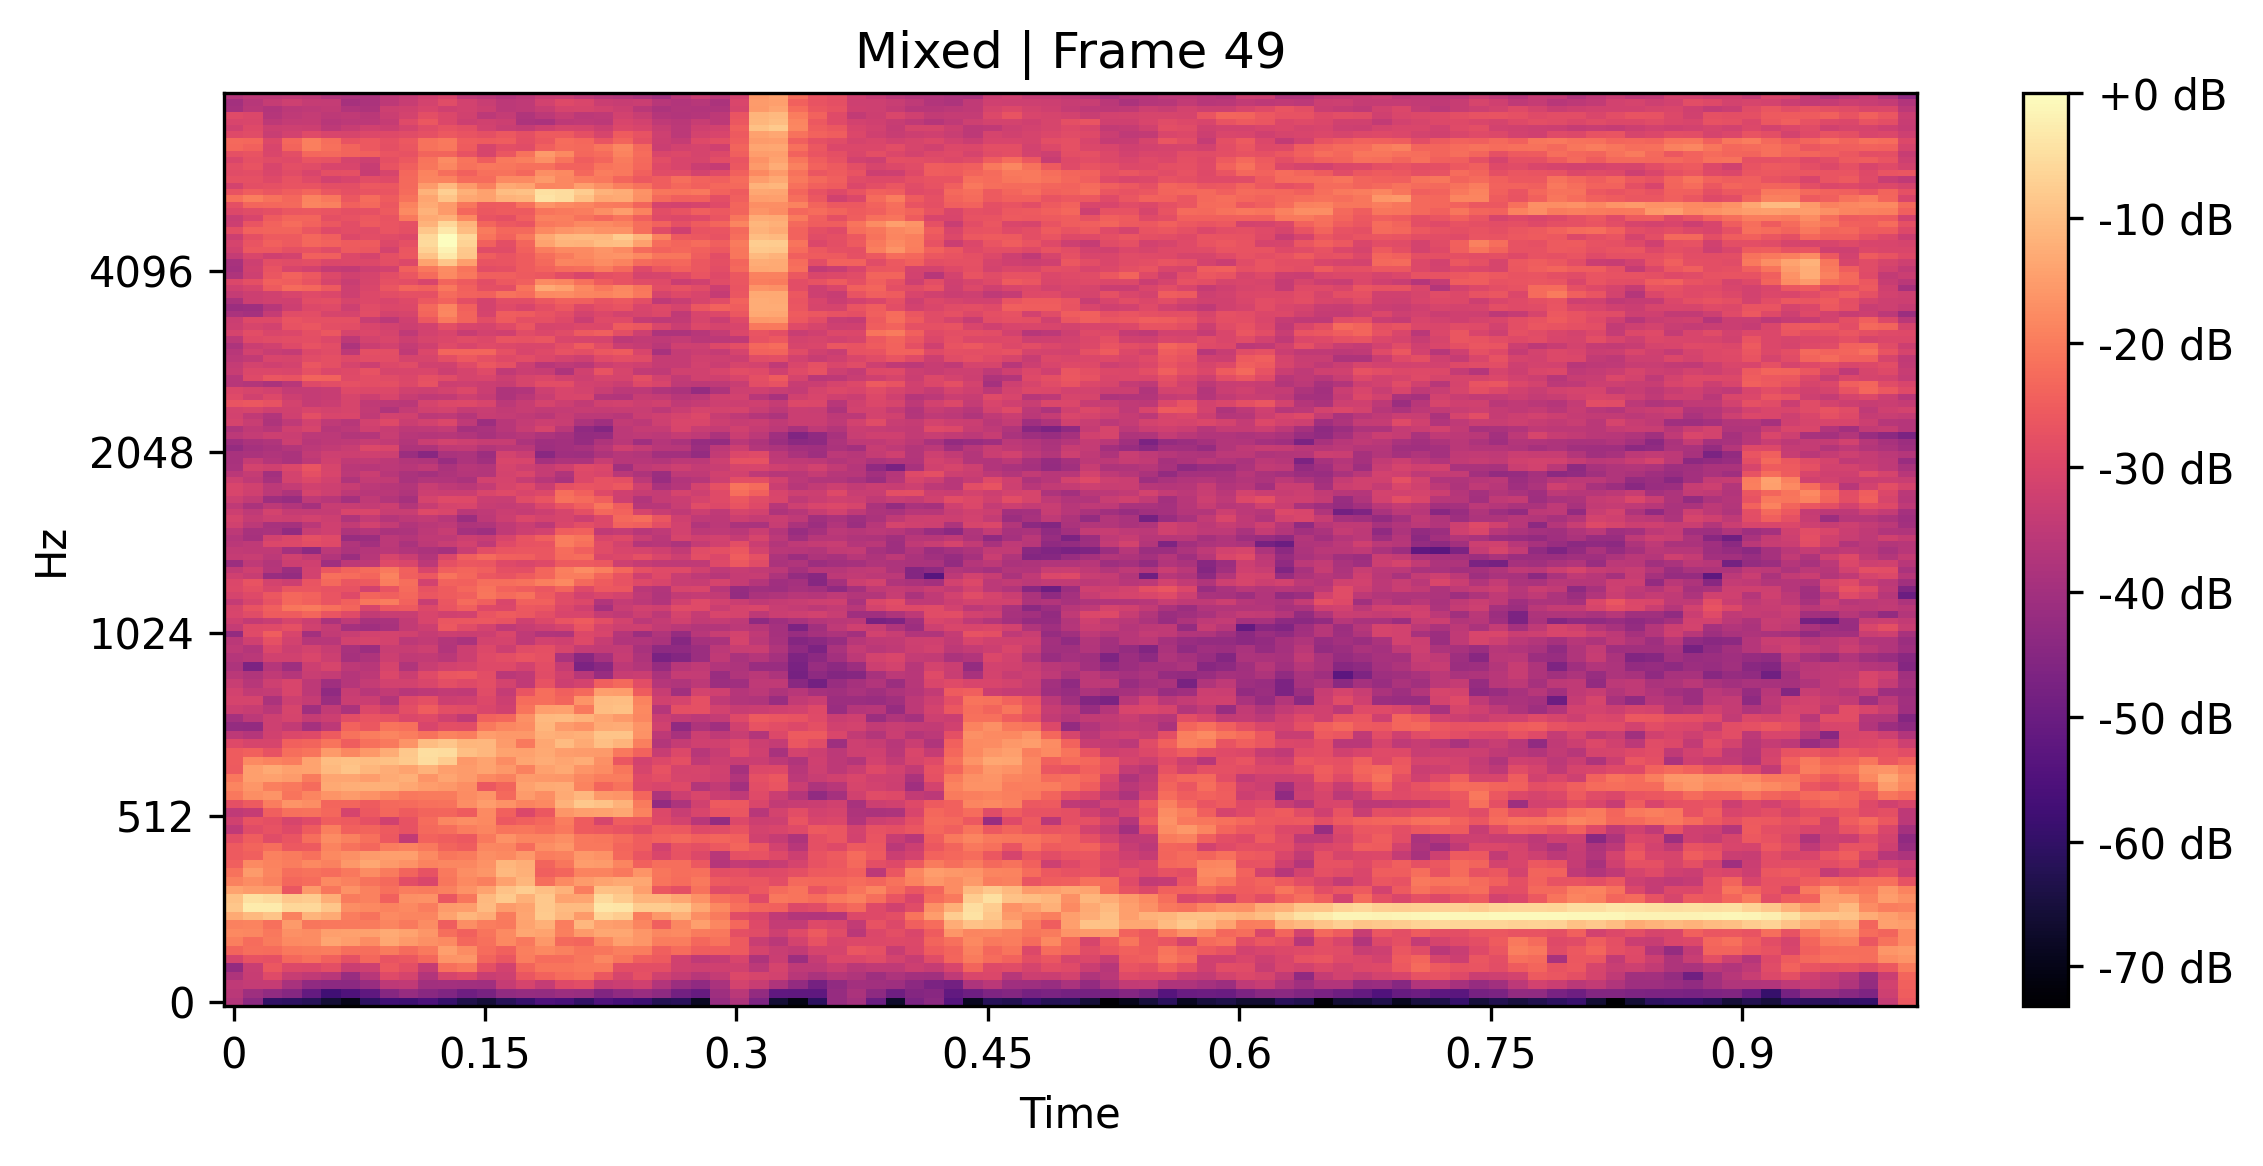 Mixed | Frame 49
+0 dB
-10 dB
-20 dB
-30 dB
-40 dB
-50 dB
-60 dB
-70 dB
Hz
4096
2048
1024
512
0
0 0.15 0.3 0.45 0.6 0.75 0.9
Time